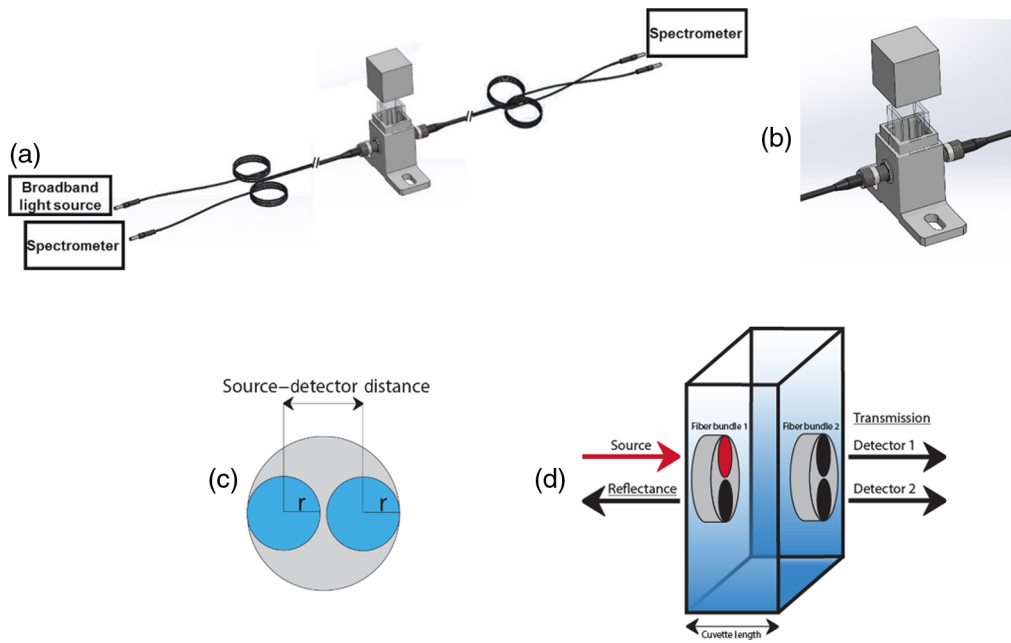 Spectrometer
(a)
(b)
Broadband
light source
Spectrometer
Source–detector distance
(c)
r
r
(d)
Fiber bundle 1
Fiber bundle 2
Transmission
Source
Detector 1
Reflectance
Detector 2
Cuvette length